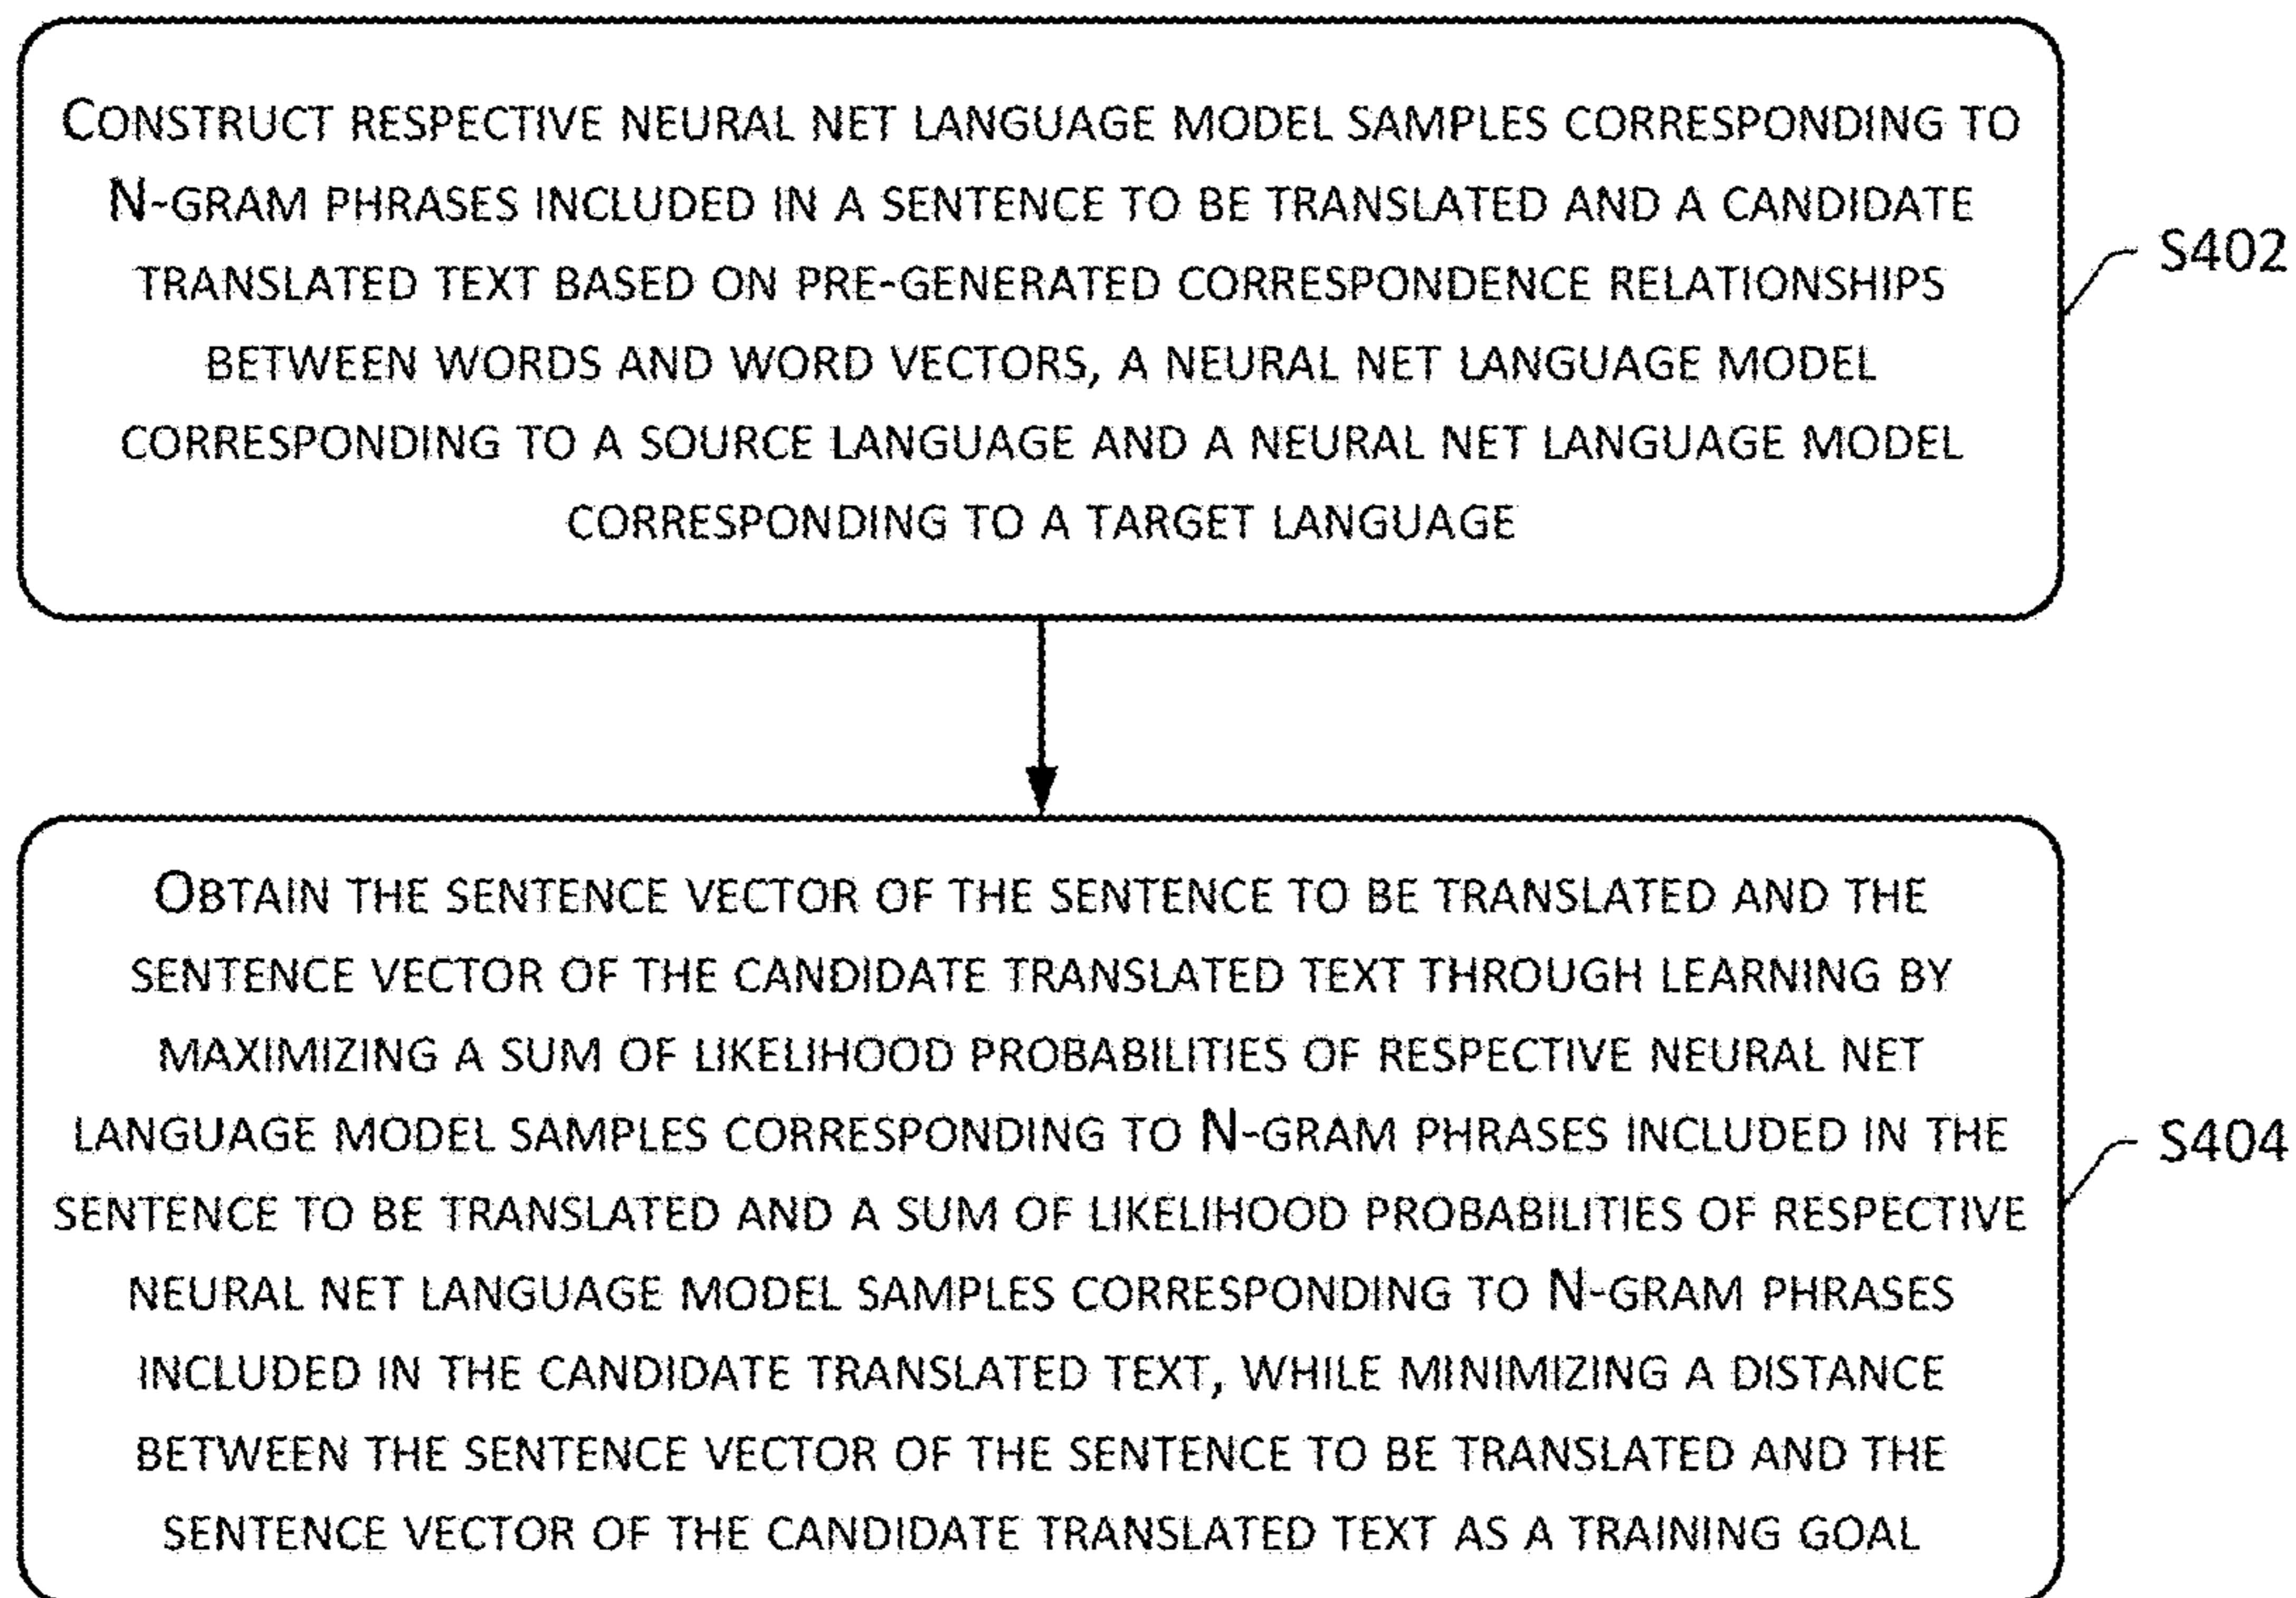 CONSTRUCT RESPECTIVE NEURAL NET LANGUAGE MODEL SAMPLES CORRESPONDING TO
N-GRAM PHRASES INCLUDED IN A SENTENCE TO BE TRANSLATED AND A CANDIDATE
TRANSLATED TEXT BASED ON PRE-GENERATED CORRESPONDENCE RELATIONSHIPS
BETWEEN WORDS AND WORD VECTORS, A NEURAL NET LANGUAGE MODEL
CORRESPONDING TO A SOURCE LANGUAGE AND A NEURAL NET LANGUAGE MODEL
CORRESPONDING TO A TARGET LANGUAGE
S402
OBTAIN THE SENTENCE VECTOR OF THE SENTENCE TO BE TRANSLATED AND THE
SENTENCE VECTOR OF THE CANDIDATE TRANSLATED TEXT THROUGH LEARNING BY
MAXIMIZING A SUM OF LIKELIHOOD PROBABILITIES OF RESPECTIVE NEURAL NET
LANGUAGE MODEL SAMPLES CORRESPONDING TO N-GRAM PHRASES INCLUDED IN THE
SENTENCE TO BE TRANSLATED AND A SUM OF LIKELIHOOD PROBABILITIES OF RESPECTIVE
NEURAL NET LANGUAGE MODEL SAMPLES CORRESPONDING TO N-GRAM PHRASES
INCLUDED IN THE CANDIDATE TRANSLATED TEXT, WHILE MINIMIZING A DISTANCE
BETWEEN THE SENTENCE VECTOR OF THE SENTENCE TO BE TRANSLATED AND THE
SENTENCE VECTOR OF THE CANDIDATE TRANSLATED TEXT AS A TRAINING GOAL
S404